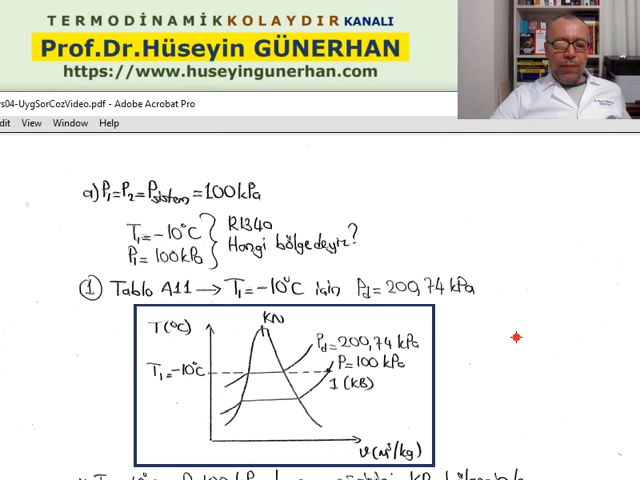 TERMODİNAMİKKOLAYDIR KANALI
Prof.Dr.Hüseyin GÜNERHAN
https://www.huseyingunerhan.com
rs04-UygSorCozVideo.pdf - Adobe Acrobat Pro
dit View Window Help
a) P₁=P₂=Psistem=100kPa
T₁=-10°C
P₁=100kPa
R134a
Hangi bölgedeyiz?
① Tablo A11 → T₁=-10°C için Pd=200,74 kPa
T(°C)
KN
Pd=200,74 kPa
P=100 kPa
T₁=-10°C
1 (KB)
v(m³/kg)